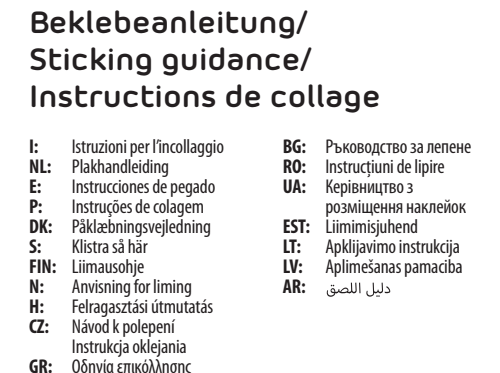 Beklebeanleitung/
Sticking guidance/
Instructions de collage
I: Istruzioni per l'incollaggio
NL: Plakhandleiding
E: Instrucciones de pegado
P: Instruções de colagem
DK: Påklæbningsvejledning
S: Klistra så här
FIN: Liimausohje
N: Anvisning for liming
H: Felragasztási útmutatás
CZ: Návod k polepení
Instrukcja oklejania
GR: Οδηγία επικόλλησης
BG: Ръководство за лепене
RO: Instrucțiuni de lipire
UA: Керівництво з
розміщення наклейок
EST: Liimimisjuhend
LT: Apklijavimo instrukcija
LV: Aplimešanas pamaciba
AR: دليل اللصق